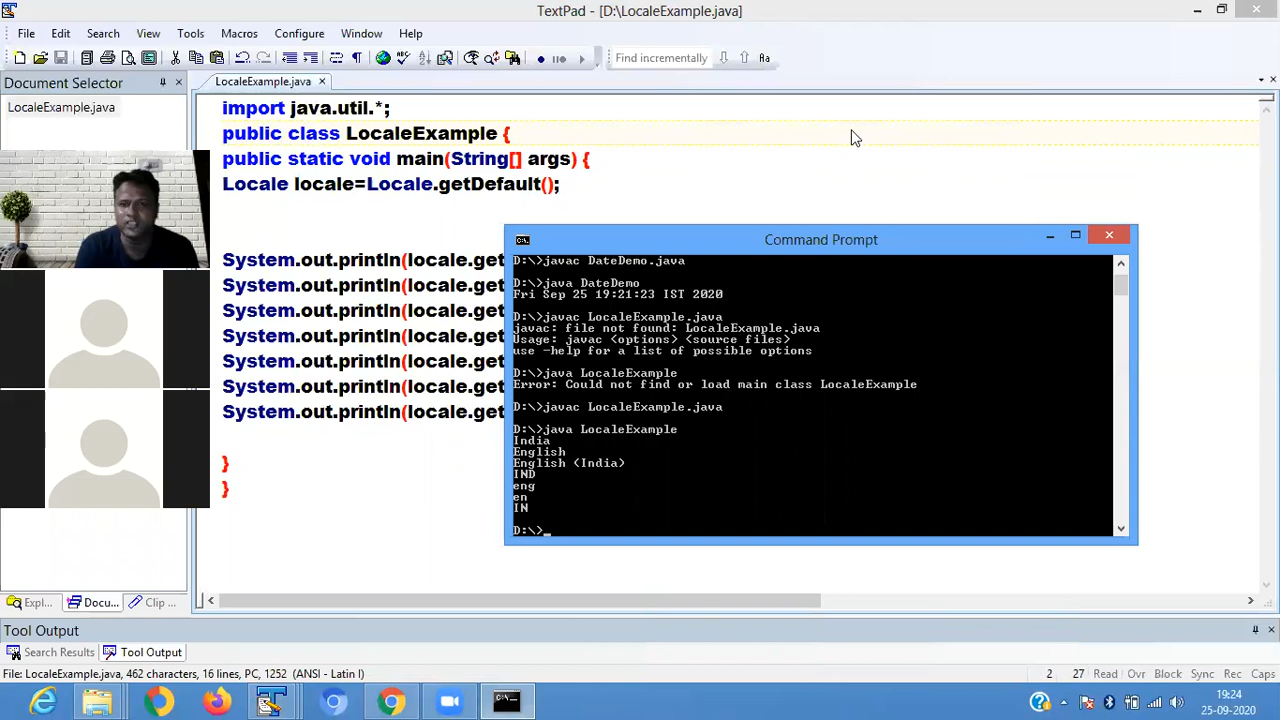 TextPad - [D:\LocaleExample.java]
File Edit Search View Tools Macros Configure Window Help
Find incrementally
Document Selector
LocaleExample.java
LocaleExample.java
import java.util.*;
public class LocaleExample {
public static void main(String[] args) {
Locale locale=Locale.getDefault();
System.out.println(locale.get
System.out.println(locale.get
System.out.println(locale.get
System.out.println(locale.get
System.out.println(locale.get
System.out.println(locale.get
System.out.println(locale.get
}
}
Command Prompt
D:\>javac DateDemo.java
D:\>java DateDemo
Fri Sep 25 19:21:23 IST 2020
D:\>javac LocaleExample.java
javac: file not found: LocaleExample.java
Usage: javac <options> <source files>
use -help for a list of possible options
D:\>java LocaleExample
Error: Could not find or load main class LocaleExample
D:\>javac LocaleExample.java
D:\>java LocaleExample
India
English
English (India)
IND
eng
en
IN
D:\>_
Expl... Docu... Clip ...
Tool Output
Search Results Tool Output
File: LocaleExample.java, 462 characters, 16 lines, PC, 1252 (ANSI - Latin I) 2 27 Read Ovr Block Sync Rec Caps
19:24
25-09-2020